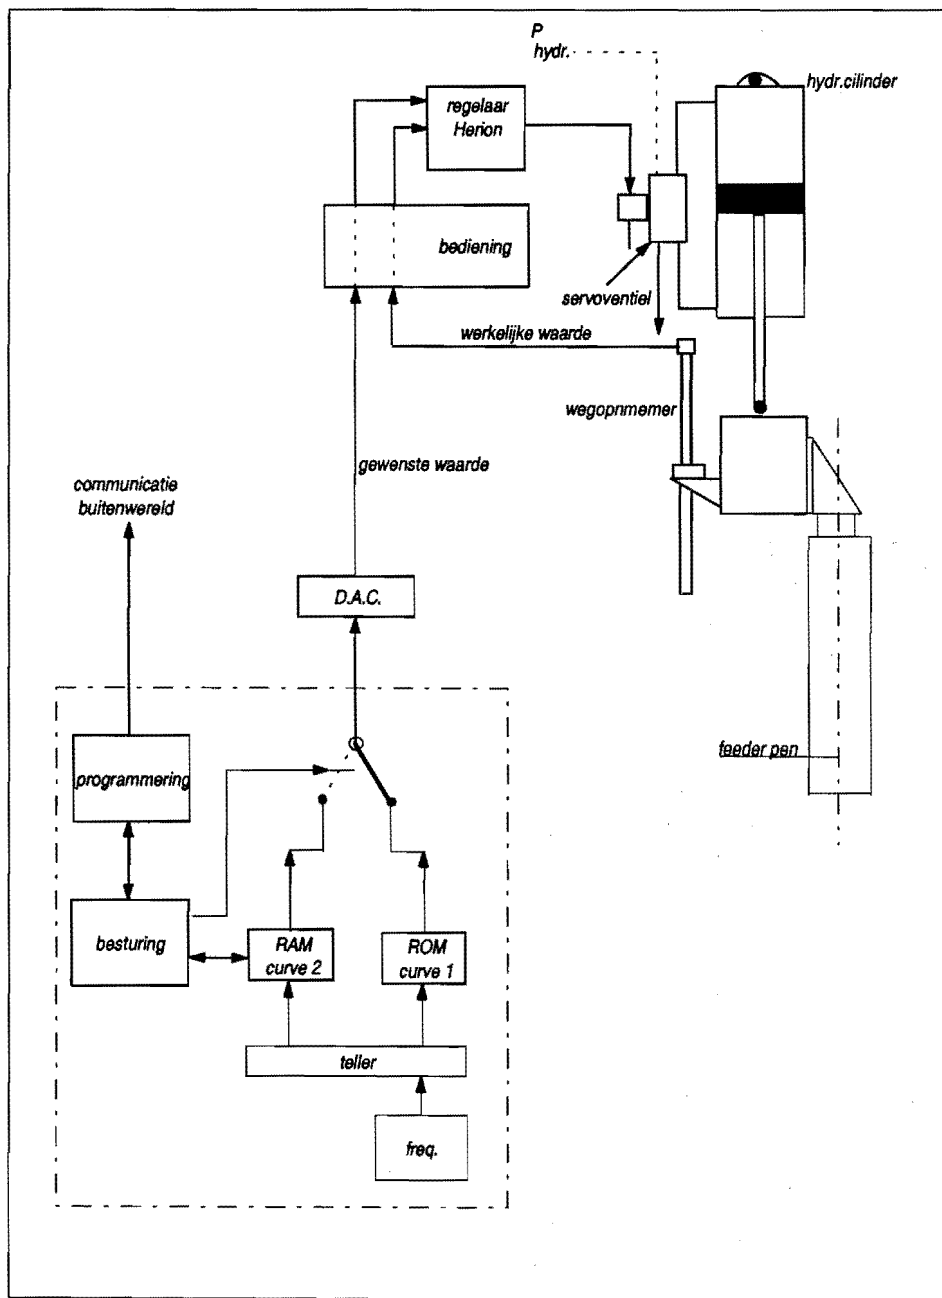 P
hydr.
hydr.cilinder
regelaar
Herion
bediening
servoventiel
werkelijke waarde
wegopnmemer
gewenste waarde
communicatie
buitenwereld
D.A.C.
feeder pen
programmering
besturing
RAM
curve 2
ROM
curve 1
teller
freq.